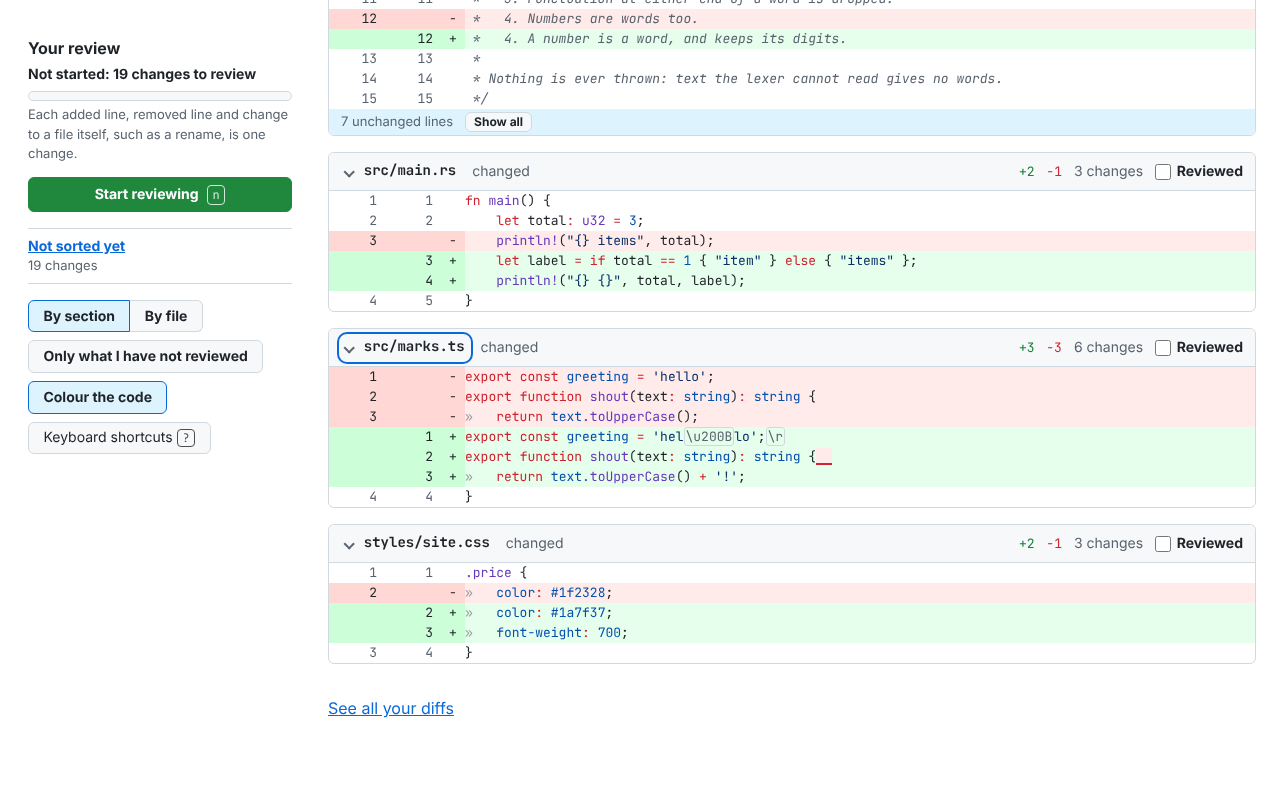 Your review
Not started: 19 changes to review
Each added line, removed line and change
to a file itself, such as a rename, is one
change.
Start reviewing n
Not sorted yet
19 changes
By section By file
Only what I have not reviewed
Colour the code
Keyboard shortcuts ?
12 - * 4. Numbers are words too.
12 + * 4. A number is a word, and keeps its digits.
13 13 *
14 14 * Nothing is ever thrown: text the lexer cannot read gives no words.
15 15 */
7 unchanged lines Show all
src/main.rs changed +2 -1 3 changes Reviewed
1 1 fn main() {
2 2 let total: u32 = 3;
3 - println!("{} items", total);
3 + let label = if total == 1 { "item" } else { "items" };
4 + println!("{} {}", total, label);
4 5 }
src/marks.ts changed +3 -3 6 changes Reviewed
1 - export const greeting = 'hello';
2 - export function shout(text: string): string {
3 - » return text.toUpperCase();
1 + export const greeting = 'hel\u200Blo';\r
2 + export function shout(text: string): string {
3 + » return text.toUpperCase() + '!';
4 4 }
styles/site.css changed +2 -1 3 changes Reviewed
1 1 .price {
2 - » color: #1f2328;
2 + » color: #1a7f37;
3 + » font-weight: 700;
3 4 }
See all your diffs